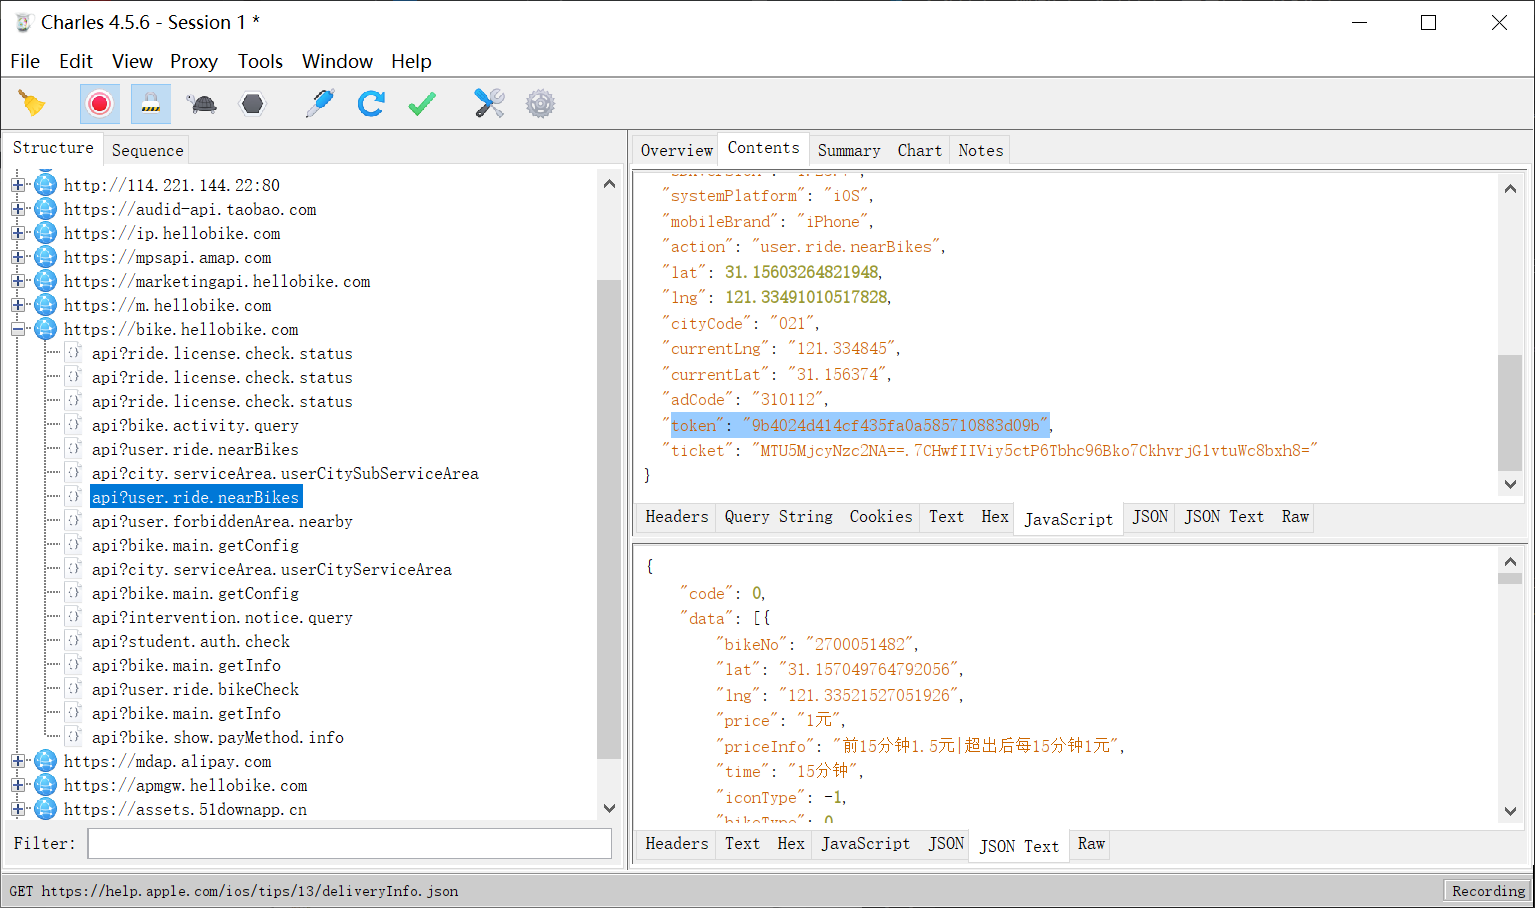 Charles 4.5.6 - Session 1 *
File Edit View Proxy Tools Window Help
Structure Sequence
http://114.221.144.22:80
https://audid-api.taobao.com
https://ip.hellobike.com
https://mpsapi.amap.com
https://marketingapi.hellobike.com
https://m.hellobike.com
https://bike.hellobike.com
api?ride.license.check.status
api?ride.license.check.status
api?ride.license.check.status
api?bike.activity.query
api?user.ride.nearBikes
api?city.serviceArea.userCitySubServiceArea
api?user.ride.nearBikes
api?user.forbiddenArea.nearby
api?bike.main.getConfig
api?city.serviceArea.userCityServiceArea
api?bike.main.getConfig
api?intervention.notice.query
api?student.auth.check
api?bike.main.getInfo
api?user.ride.bikeCheck
api?bike.main.getInfo
api?bike.show.payMethod.info
https://mdap.alipay.com
https://apmgw.hellobike.com
https://assets.51downapp.cn
Filter:
Overview Contents Summary Chart Notes
"systemPlatform": "iOS",
"mobileBrand": "iPhone",
"action": "user.ride.nearBikes",
"lat": 31.15603264821948,
"lng": 121.33491010517828,
"cityCode": "021",
"currentLng": "121.334845",
"currentLat": "31.156374",
"adCode": "310112",
"token": "9b4024d414cf435fa0a585710883d09b",
"ticket": "MTU5MjcyNzc2NA==.7CHwfIIViy5ctP6Tbhc96Bko7CkhvrjGlvtuWc8bxh8="
}
Headers Query String Cookies Text Hex JavaScript JSON JSON Text Raw
{
"code": 0,
"data": [{
"bikeNo": "2700051482",
"lat": "31.157049764792056",
"lng": "121.33521527051926",
"price": "1元",
"priceInfo": "前15分钟1.5元|超出后每15分钟1元",
"time": "15分钟",
"iconType": -1,
"bikeType": 0
Headers Text Hex JavaScript JSON JSON Text Raw
GET https://help.apple.com/ios/tips/13/deliveryInfo.json
Recording